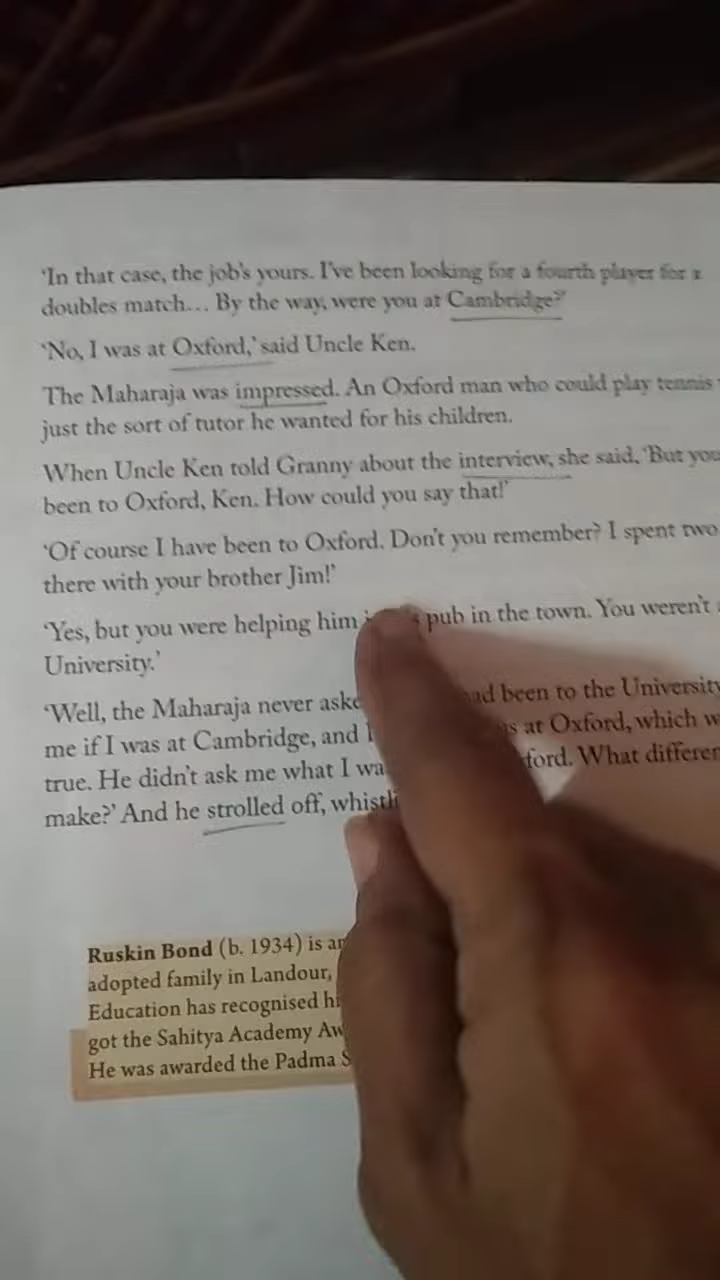 ‘In that case, the job's yours. I've been looking for a fourth player for a
doubles match... By the way, were you at Cambridge?’
‘No, I was at Oxford,’ said Uncle Ken.
The Maharaja was impressed. An Oxford man who could play tennis
just the sort of tutor he wanted for his children.
When Uncle Ken told Granny about the interview, she said, ‘But you
been to Oxford, Ken. How could you say that!’
‘Of course I have been to Oxford. Don't you remember? I spent two
there with your brother Jim!’
‘Yes, but you were helping him pub in the town. You weren't
University.’
‘Well, the Maharaja never had been to the University
me if I was at Cambridge, and at Oxford, which
true. He didn't ask me what I What
make?’ And he strolled off,
Ruskin Bond (b. 1934) is
adopted family in Landour,
Education has recognised
got the Sahitya Academy
He was awarded the Padma